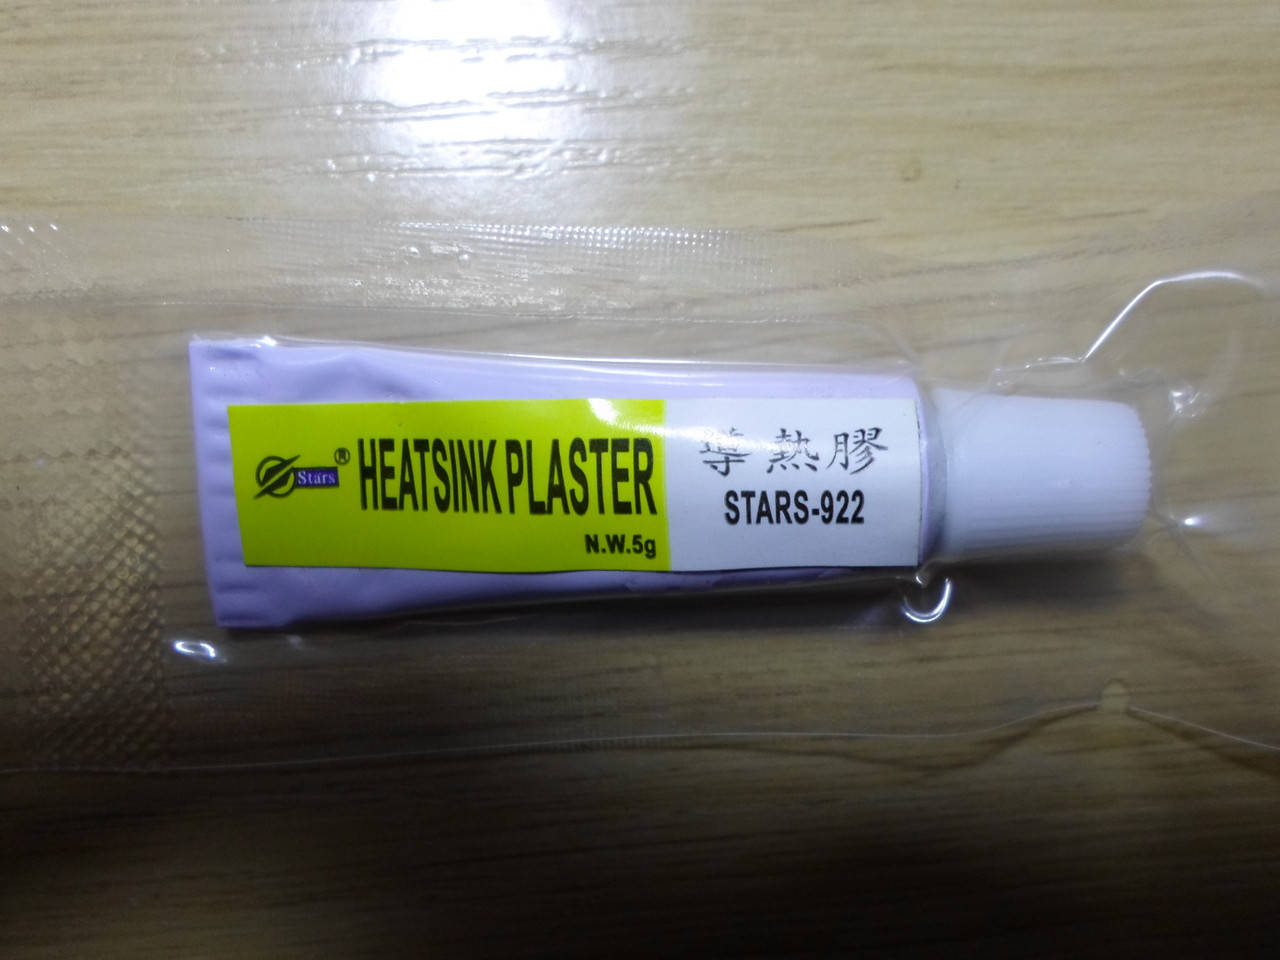 Stars®
HEATSINK PLASTER
N.W.5g
導熱膠
STARS-922